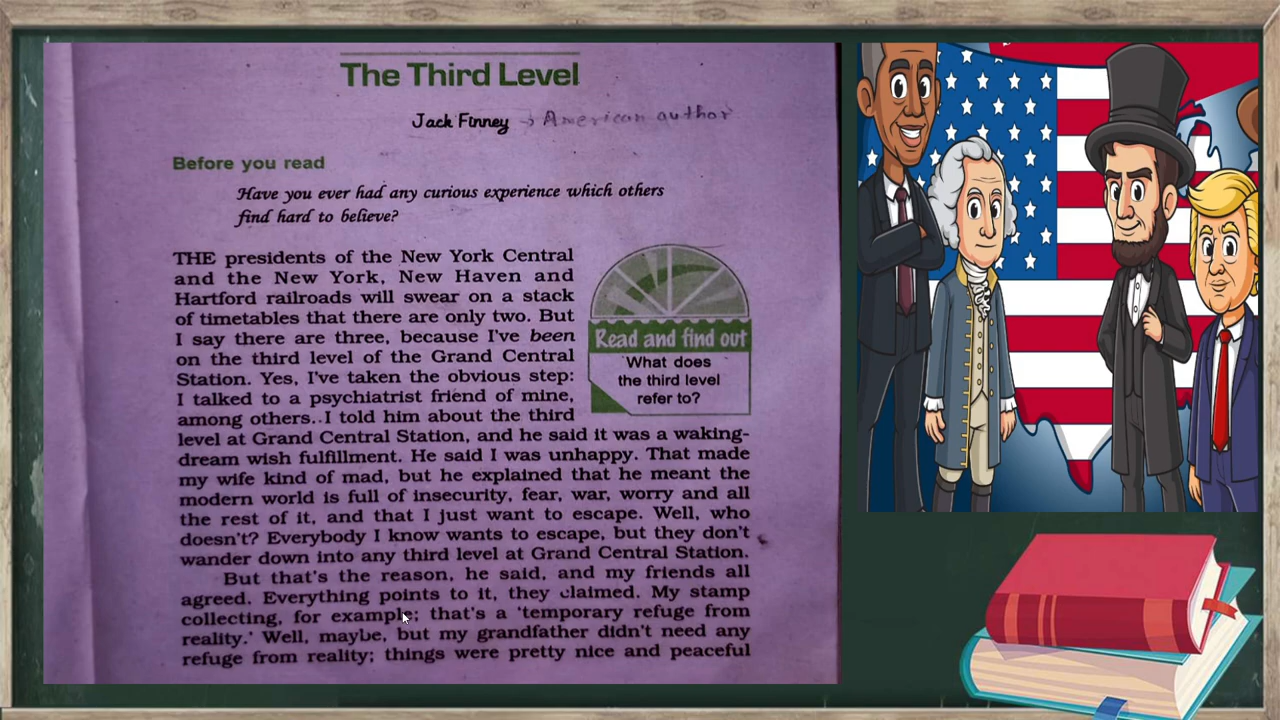 The Third Level
Jack Finney → American author
Before you read
Have you ever had any curious experience which others
find hard to believe?
THE presidents of the New York Central
and the New York, New Haven and
Hartford railroads will swear on a stack
of timetables that there are only two. But
I say there are three, because I've been
on the third level of the Grand Central
Station. Yes, I've taken the obvious step:
I talked to a psychiatrist friend of mine,
among others. I told him about the third
level at Grand Central Station, and he said it was a waking-
dream wish fulfillment. He said I was unhappy. That made
my wife kind of mad, but he explained that he meant the
modern world is full of insecurity, fear, war, worry and all
the rest of it, and that I just want to escape. Well, who
doesn't? Everybody I know wants to escape, but they don't
wander down into any third level at Grand Central Station.
But that's the reason, he said, and my friends all
agreed. Everything points to it, they claimed. My stamp
collecting, for example; that's a 'temporary refuge from
reality.' Well, maybe, but my grandfather didn't need any
refuge from reality; things were pretty nice and peaceful
Read and find out
What does
the third level
refer to?